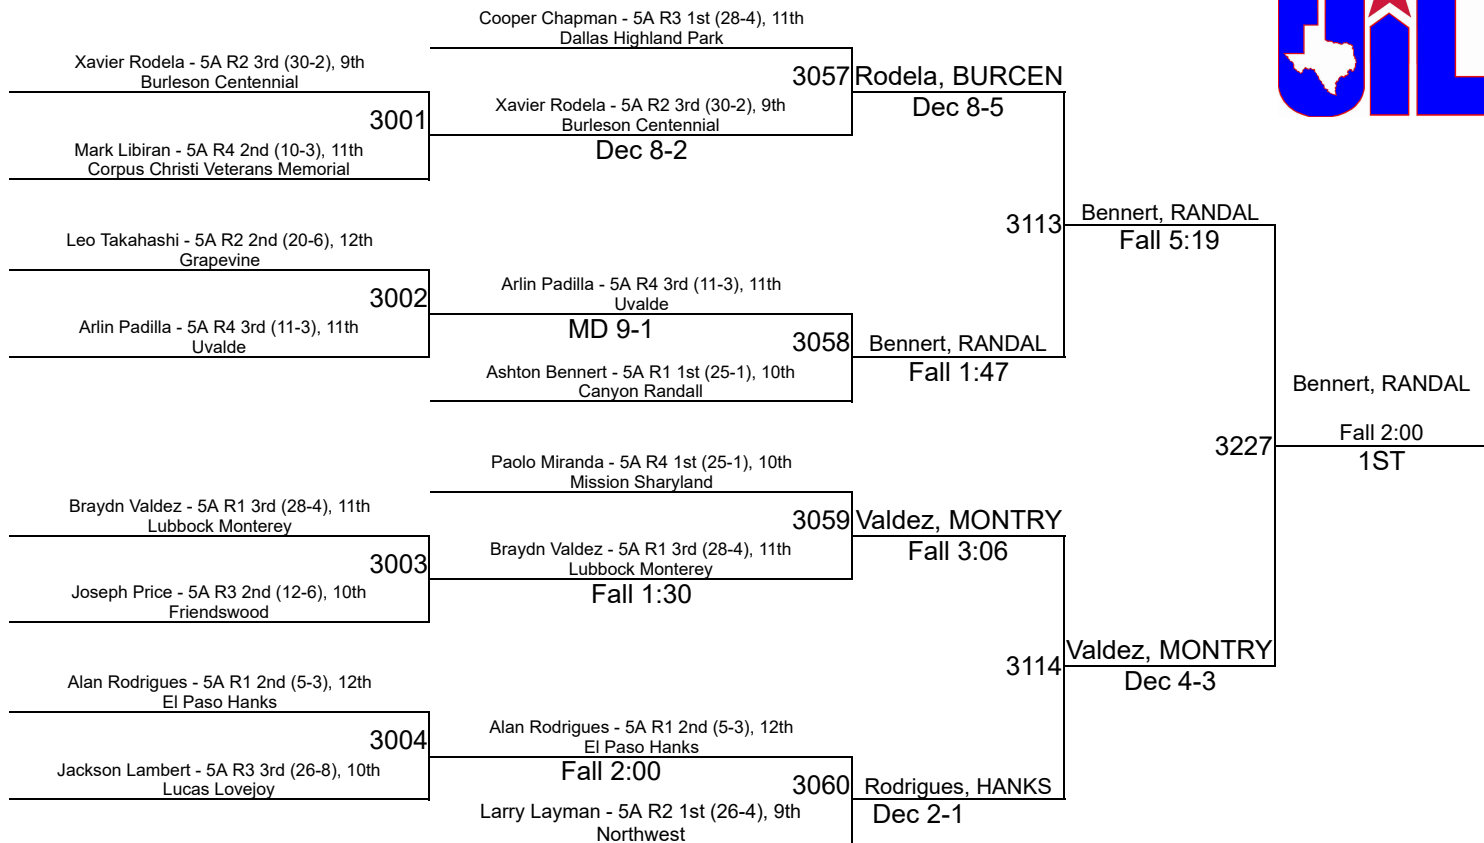 Cooper Chapman - 5A R3 1st (28-4), 11th
Dallas Highland Park
Xavier Rodela - 5A R2 3rd (30-2), 9th
Burleson Centennial
3057
Rodela, BURCEN
Dec 8-5
Xavier Rodela - 5A R2 3rd (30-2), 9th
Burleson Centennial
3001
Dec 8-2
Mark Libiran - 5A R4 2nd (10-3), 11th
Corpus Christi Veterans Memorial
UIL
3113
Bennert, RANDAL
Fall 5:19
Leo Takahashi - 5A R2 2nd (20-6), 12th
Grapevine
3002
Arlin Padilla - 5A R4 3rd (11-3), 11th
Uvalde
MD 9-1
Arlin Padilla - 5A R4 3rd (11-3), 11th
Uvalde
3058
Bennert, RANDAL
Fall 1:47
Ashton Bennert - 5A R1 1st (25-1), 10th
Canyon Randall
Bennert, RANDAL
3227
Fall 2:00
1ST
Paolo Miranda - 5A R4 1st (25-1), 10th
Mission Sharyland
Braydn Valdez - 5A R1 3rd (28-4), 11th
Lubbock Monterey
3059
Valdez, MONTRY
Fall 3:06
Braydn Valdez - 5A R1 3rd (28-4), 11th
Lubbock Monterey
3003
Fall 1:30
Joseph Price - 5A R3 2nd (12-6), 10th
Friendswood
3114
Valdez, MONTRY
Dec 4-3
Alan Rodrigues - 5A R1 2nd (5-3), 12th
El Paso Hanks
3004
Alan Rodrigues - 5A R1 2nd (5-3), 12th
El Paso Hanks
Fall 2:00
Jackson Lambert - 5A R3 3rd (26-8), 10th
Lucas Lovejoy
3060
Rodrigues, HANKS
Dec 2-1
Larry Layman - 5A R2 1st (26-4), 9th
Northwest